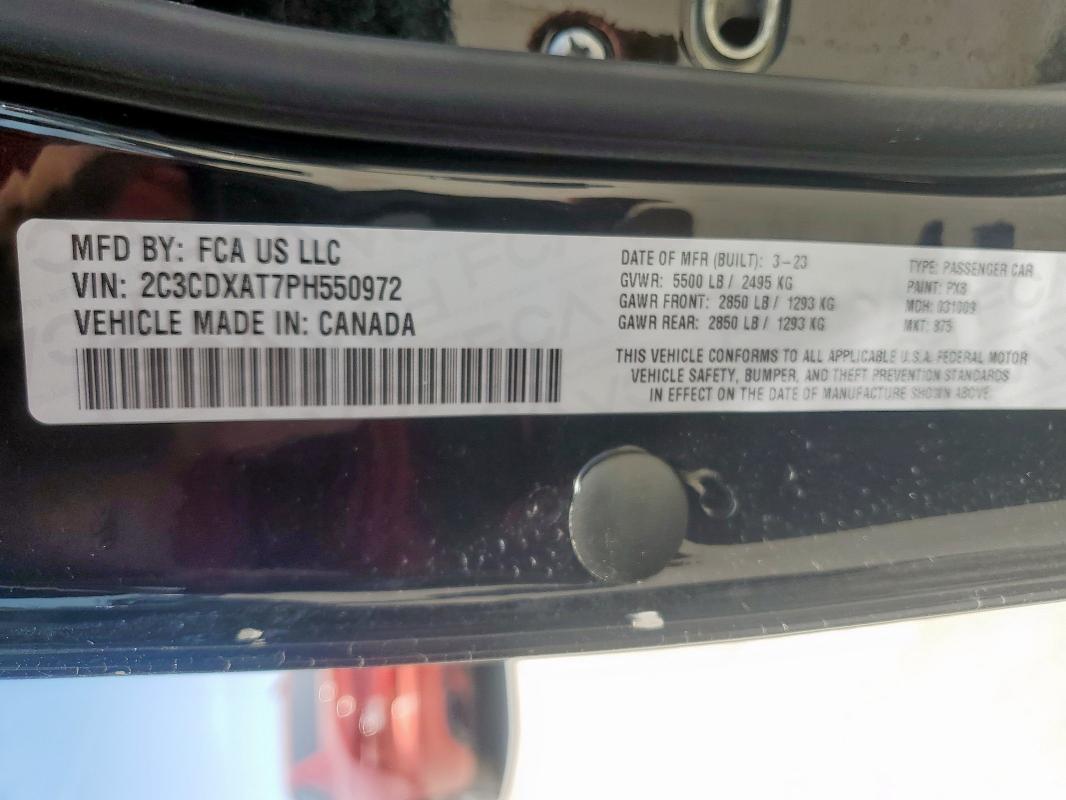 MFD BY: FCA US LLC
VIN: 2C3CDXAT7PH550972
VEHICLE MADE IN: CANADA
DATE OF MFR (BUILT): 3-23
GVWR: 5500 LB / 2495 KG
GAWR FRONT: 2850 LB / 1293 KG
GAWR REAR: 2850 LB / 1293 KG
TYPE: PASSENGER CAR
PAINT: PX8
MDH: 031009
MKT: 875
THIS VEHICLE CONFORMS TO ALL APPLICABLE U.S.A. FEDERAL MOTOR
VEHICLE SAFETY, BUMPER, AND THEFT PREVENTION STANDARDS
IN EFFECT ON THE DATE OF MANUFACTURE SHOWN ABOVE.